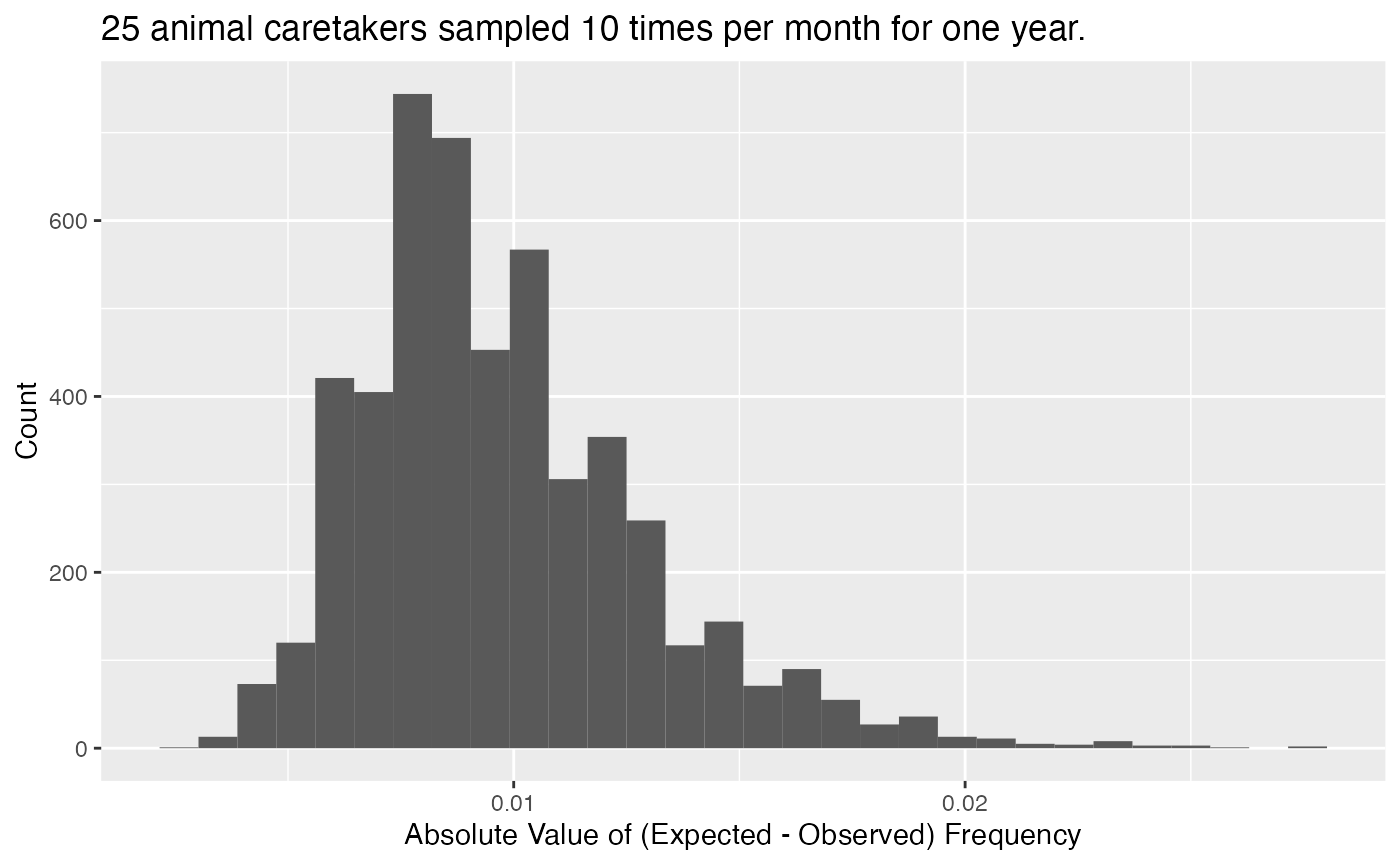 25 animal caretakers sampled 10 times per month for one year.
Count
600
400
200
0
0.01
0.02
Absolute Value of (Expected - Observed) Frequency